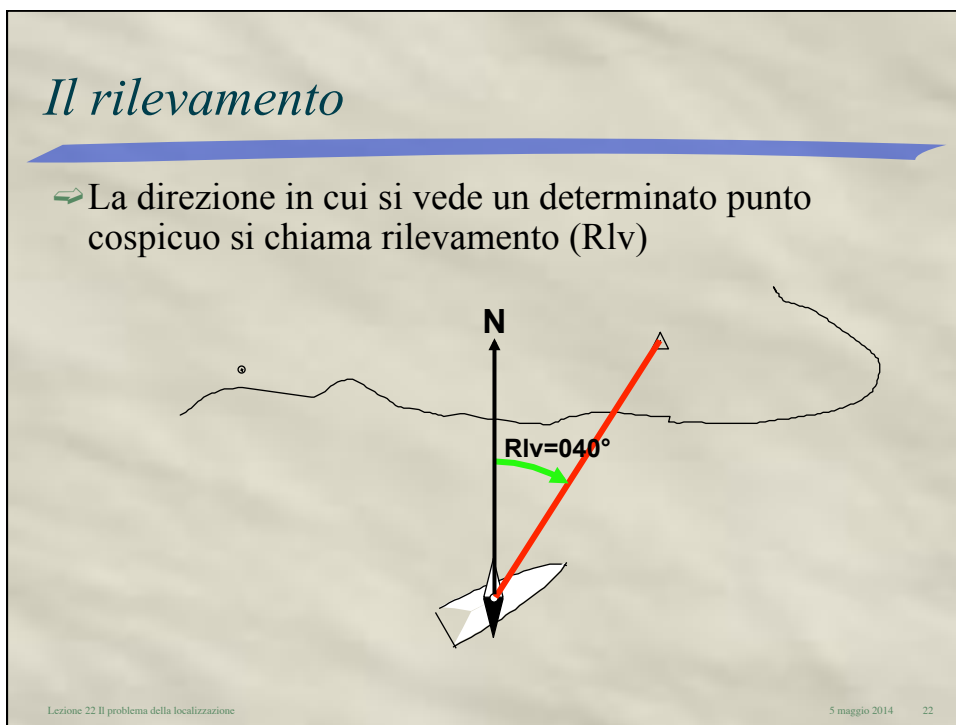 Il rilevamento
La direzione in cui si vede un determinato punto
cospicuo si chiama rilevamento (Rlv)
N
Rlv=040°
Lezione 22 Il problema della localizzazione
5 maggio 2014
22